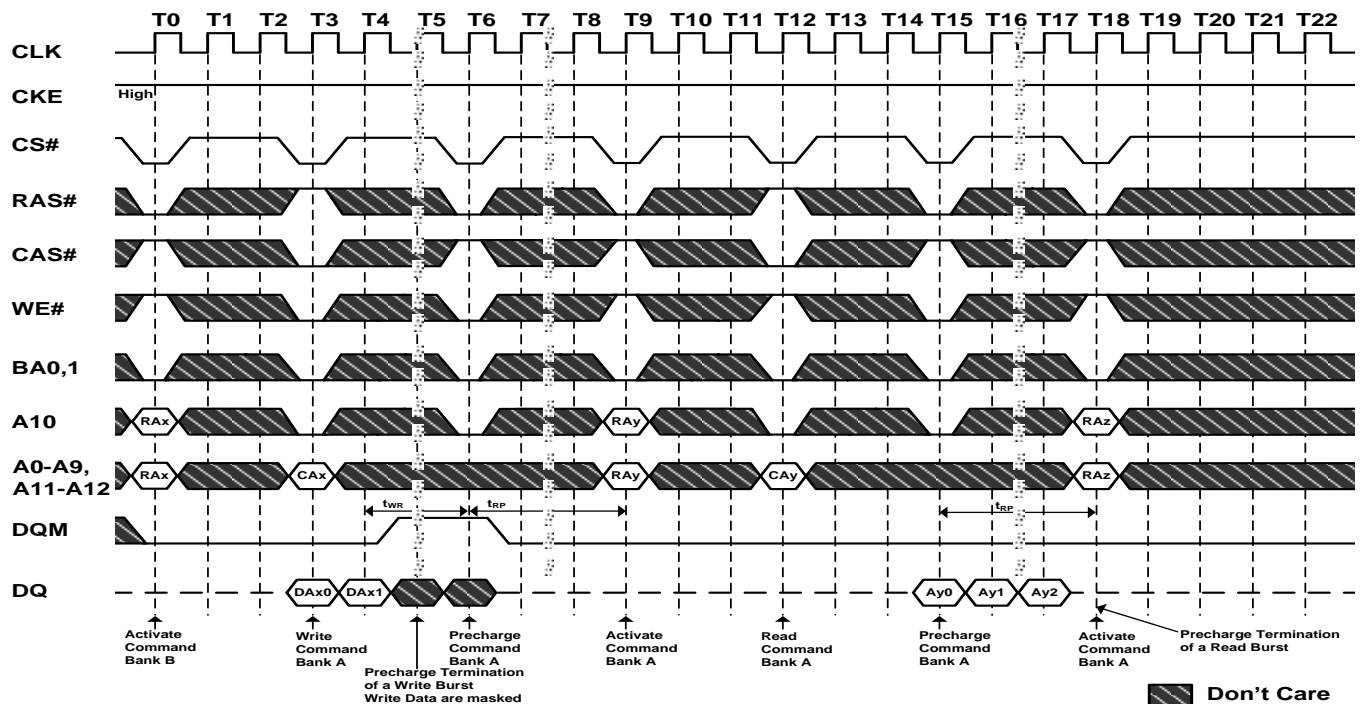 T0 T1 T2 T3 T4 T5 T6 T7 T8 T9 T10 T11 T12 T13 T14 T15 T16 T17 T18 T19 T20 T21 T22
CLK
CKE
High
CS#
RAS#
CAS#
WE#
BA0,1
A10
RAx RAy RAz
A0-A9,
A11-A12
RAx CAx RAy CAy RAz
tWR tRP tRP
DQM
DQ
DAx0 DAx1 Ay0 Ay1 Ay2
Activate
Command
Bank B
Write
Command
Bank A
Precharge Termination
of a Write Burst
Write Data are masked
Precharge
Command
Bank A
Activate
Command
Bank A
Read
Command
Bank A
Precharge
Command
Bank A
Activate
Command
Bank A
Precharge Termination
of a Read Burst
Don't Care